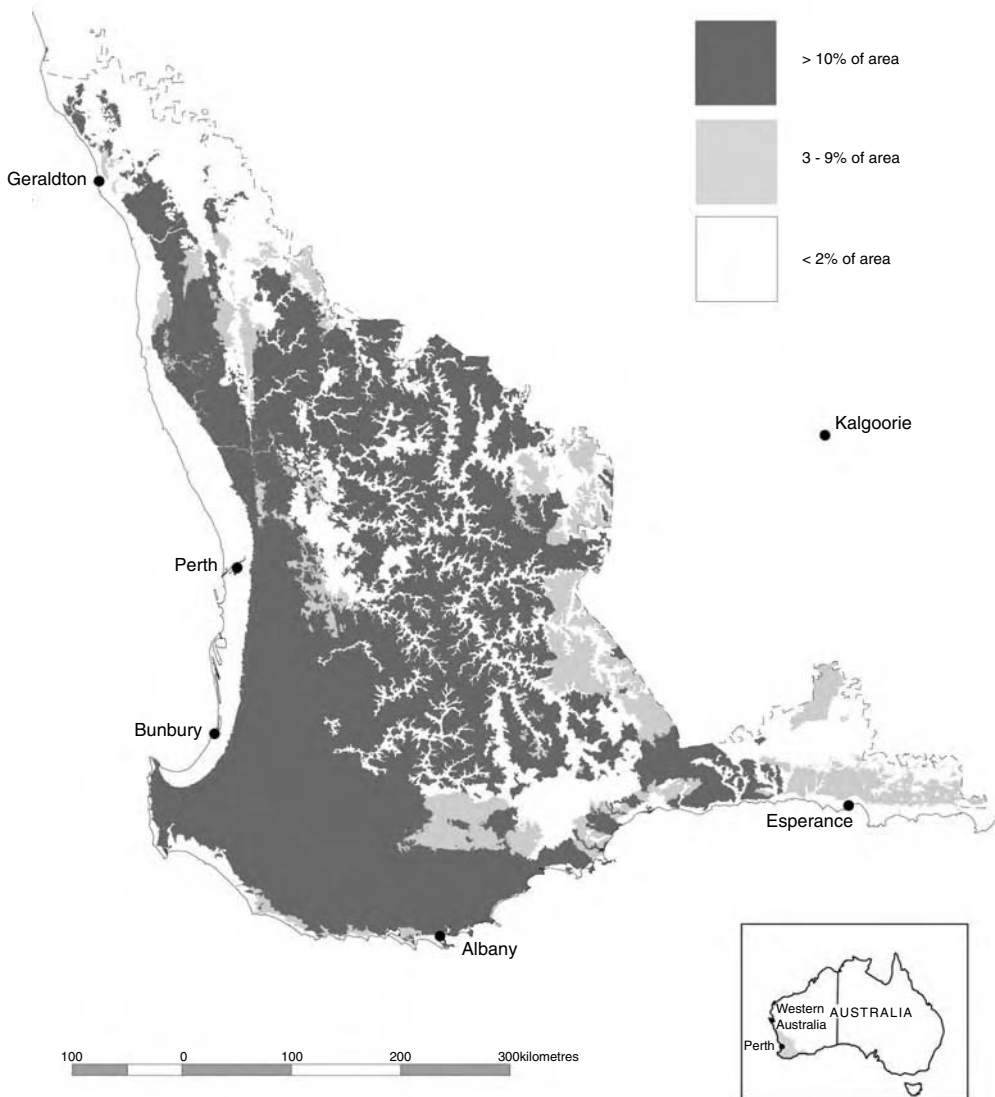 > 10% of area
3 - 9% of area
< 2% of area
Geraldton
Kalgoorie
Perth
Bunbury
Esperance
Albany
100 0 100 200 300kilometres
Western
Australia
AUSTRALIA
Perth